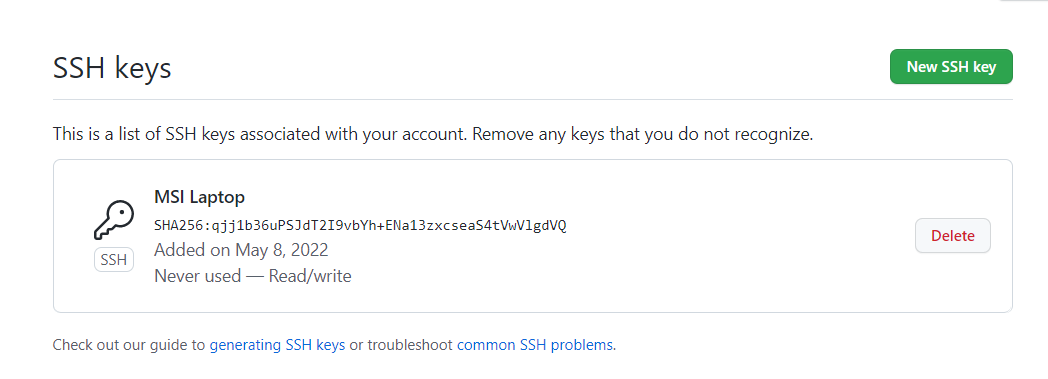 SSH keys
New SSH key
This is a list of SSH keys associated with your account. Remove any keys that you do not recognize.
MSI Laptop
SHA256:qjj1b36uPSJdT2I9vbYh+ENa13zxcseaS4tVwVlgdVQ
Added on May 8, 2022
Never used — Read/write
SSH
Delete
Check out our guide to generating SSH keys or troubleshoot common SSH problems.